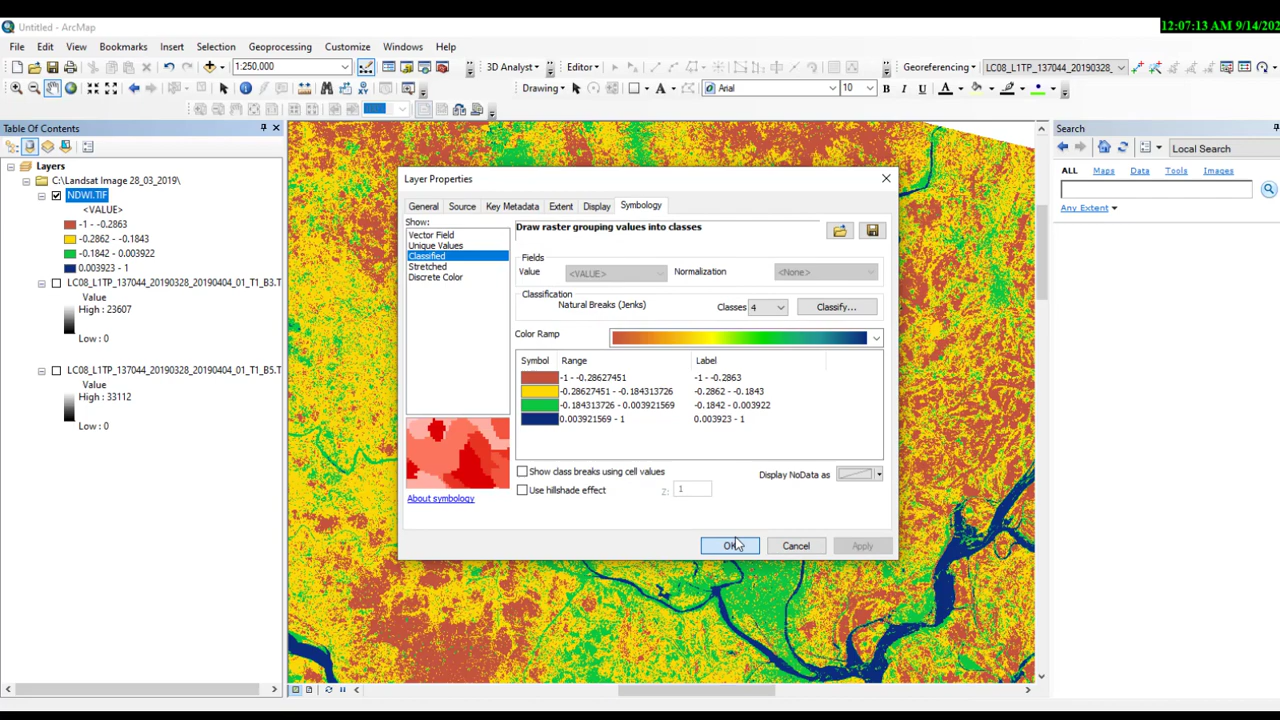 12:07:13 AM 9/14/202
Untitled - ArcMap
File Edit View Bookmarks Insert Selection Geoprocessing Customize Windows Help
1:250,000 3D Analyst Editor Georeferencing LC08_L1TP_137044_20190328
Drawing A Arial 10 B I U A
Table Of Contents
Layers
C:\Landsat Image 28_03_2019\
NDWI.TIF
<VALUE>
-1 - -0.2863
-0.2862 - -0.1843
-0.1842 - 0.003922
0.003923 - 1
LC08_L1TP_137044_20190328_20190404_01_T1_B3.T
Value
High : 23607
Low : 0
LC08_L1TP_137044_20190328_20190404_01_T1_B5.T
Value
High : 33112
Low : 0
Layer Properties
General Source Key Metadata Extent Display Symbology
Show:
Vector Field
Unique Values
Classified
Stretched
Discrete Color
About symbology
Draw raster grouping values into classes
Fields
Value <VALUE> Normalization <None>
Classification
Natural Breaks (Jenks) Classes 4 Classify...
Color Ramp
Symbol Range Label
-1 - -0.28627451 -1 - -0.2863
-0.28627451 - -0.184313726 -0.2862 - -0.1843
-0.184313726 - 0.003921569 -0.1842 - 0.003922
0.003921569 - 1 0.003923 - 1
Show class breaks using cell values
Display NoData as
Use hillshade effect Z: 1
OK Cancel Apply
Search
Local Search
ALL Maps Data Tools Images
Any Extent